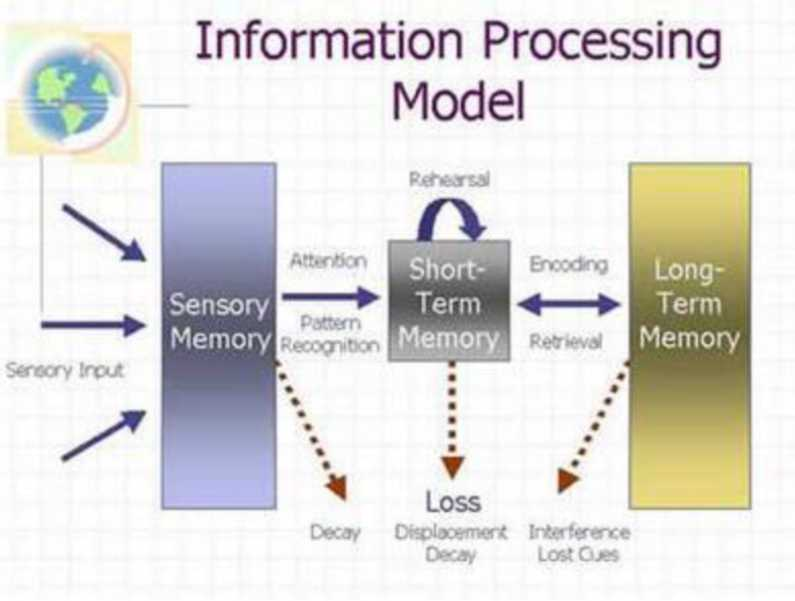 Information Processing
Model
Rehearsal
Attention
Short-
Term
Memory
Encoding
Long-
Term
Memory
Sensory
Memory
Pattern
Recognition
Retrieval
Sensory Input
Loss
Decay
Displacement
Decay
Interference
Lost Cues